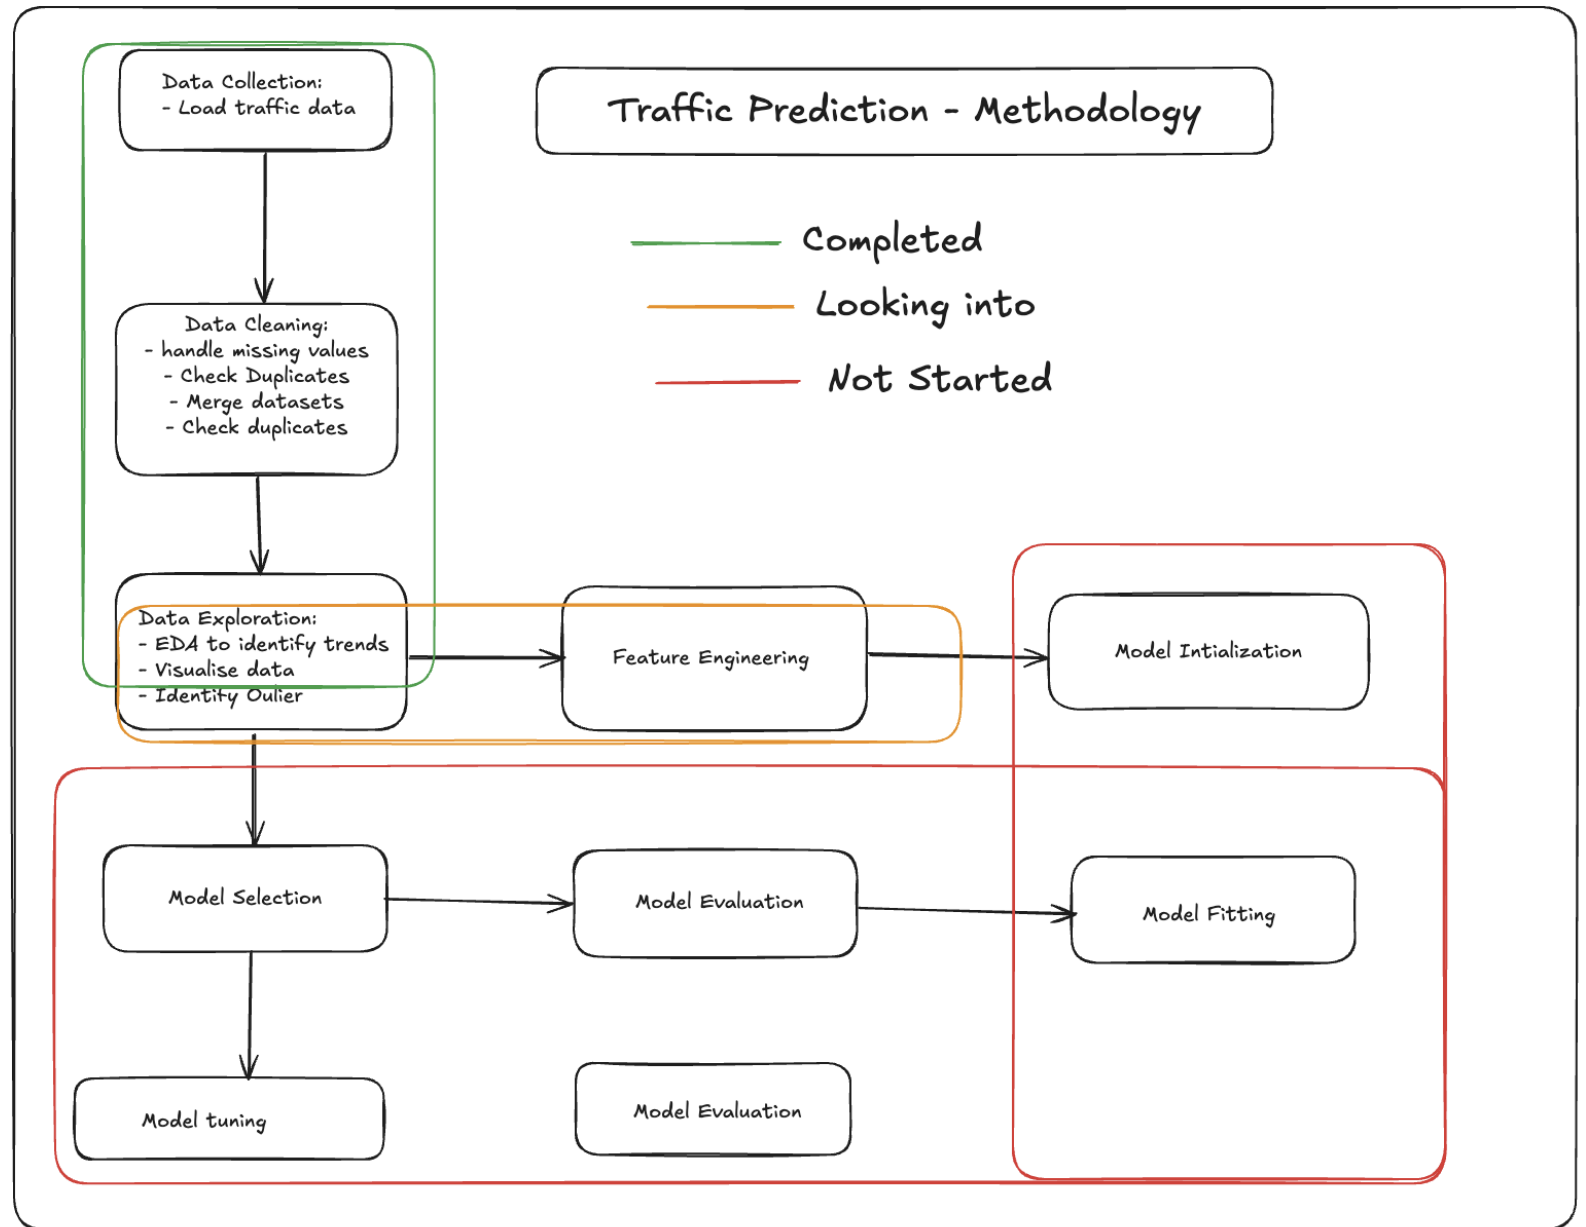 Data Collection:
- Load traffic data
Traffic Prediction - Methodology
Completed
Looking into
Not Started
Data Cleaning:
- handle missing values
- Check Duplicates
- Merge datasets
- Check duplicates
Data Exploration:
- EDA to identify trends
- Visualise data
- Identify Oulier
Feature Engineering
Model Intialization
Model Selection
Model Evaluation
Model Fitting
Model tuning
Model Evaluation